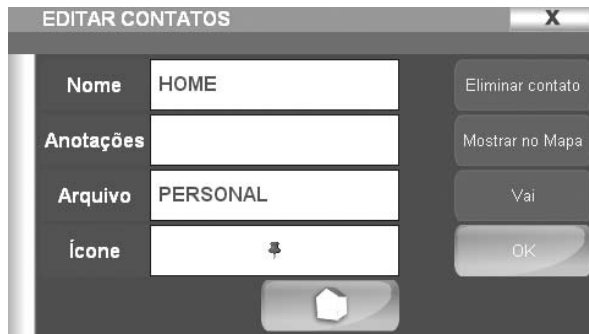 EDITAR CONTATOS X
Nome HOME Eliminar contato
Anotações Mostrar no Mapa
Arquivo PERSONAL Vai
Ícone OK